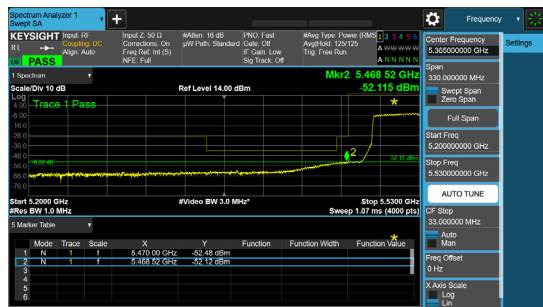 Spectrum Analyzer 1
Swept SA
Frequency
KEYSIGHT
Input: RF
Coupling: DC
Align: Auto
Input Z: 50 Ω
Corrections: On
Freq Ref: Int (S)
NFE: Full
#Atten: 16 dB
µW Path: Standard
PNO: Fast
Gate: Off
IF Gain: Low
Sig Track: Off
#Avg Type: Power (RMS
Avg|Hold: 125/125
Trig: Free Run
1 2 3 4 5 6
A N N N N N
RL
PASS
Center Frequency
5.365000000 GHz
Settings
1 Spectrum
Mkr2 5.468 52 GHz
Scale/Div 10 dB
Ref Level 14.00 dBm
-52.115 dBm
Span
330.000000 MHz
Swept Span
Zero Span
Log
4.00
Trace 1 Pass
-6.00
-16.0
-26.0
-36.0
-46.0
-56.0
-66.0
2
Full Span
Start Freq
5.200000000 GHz
Stop Freq
5.530000000 GHz
AUTO TUNE
Start 5.2000 GHz
#Video BW 3.0 MHz*
Stop 5.5300 GHz
#Res BW 1.0 MHz
Sweep 1.07 ms (4000 pts)
CF Step
33.000000 MHz
Auto
Man
5 Marker Table
Mode Trace Scale X Y Function Function Width Function Value
1 N 1 f 5.470 00 GHz -52.48 dBm
2 N 1 f 5.468 52 GHz -52.12 dBm
3
4
5
6
Freq Offset
0 Hz
X Axis Scale
Log
Lin